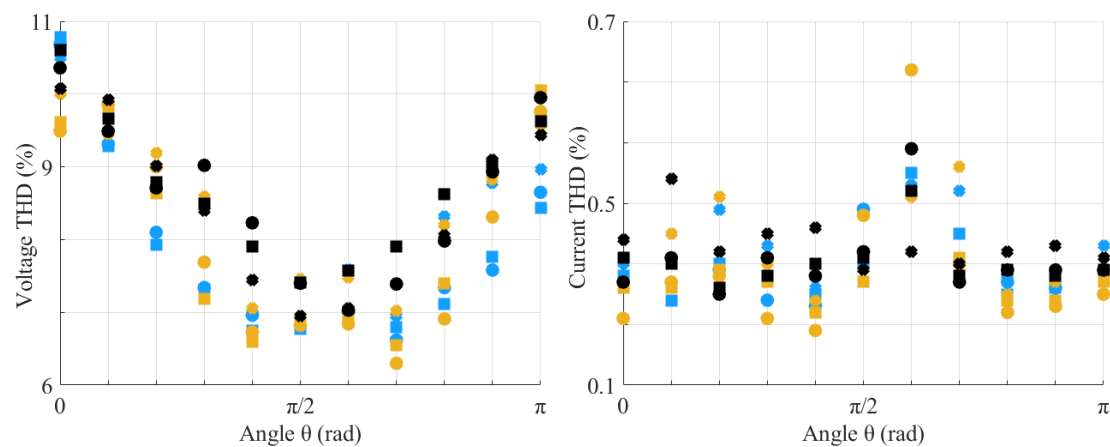 11
9
6
Voltage THD (%)
0
π/2
π
Angle θ (rad)
0.7
0.5
0.1
Current THD (%)
0
π/2
π
Angle θ (rad)